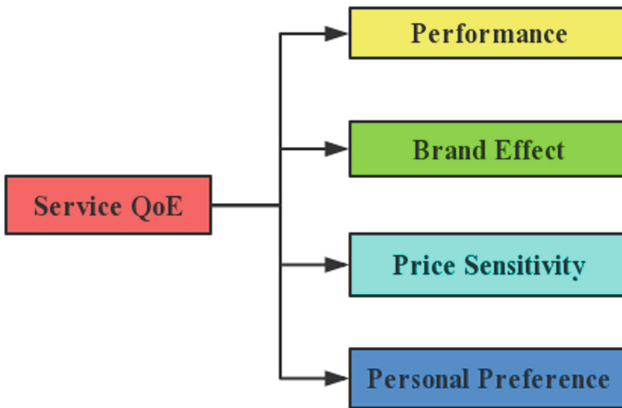 Performance
Brand Effect
Service QoE
Price Sensitivity
Personal Preference